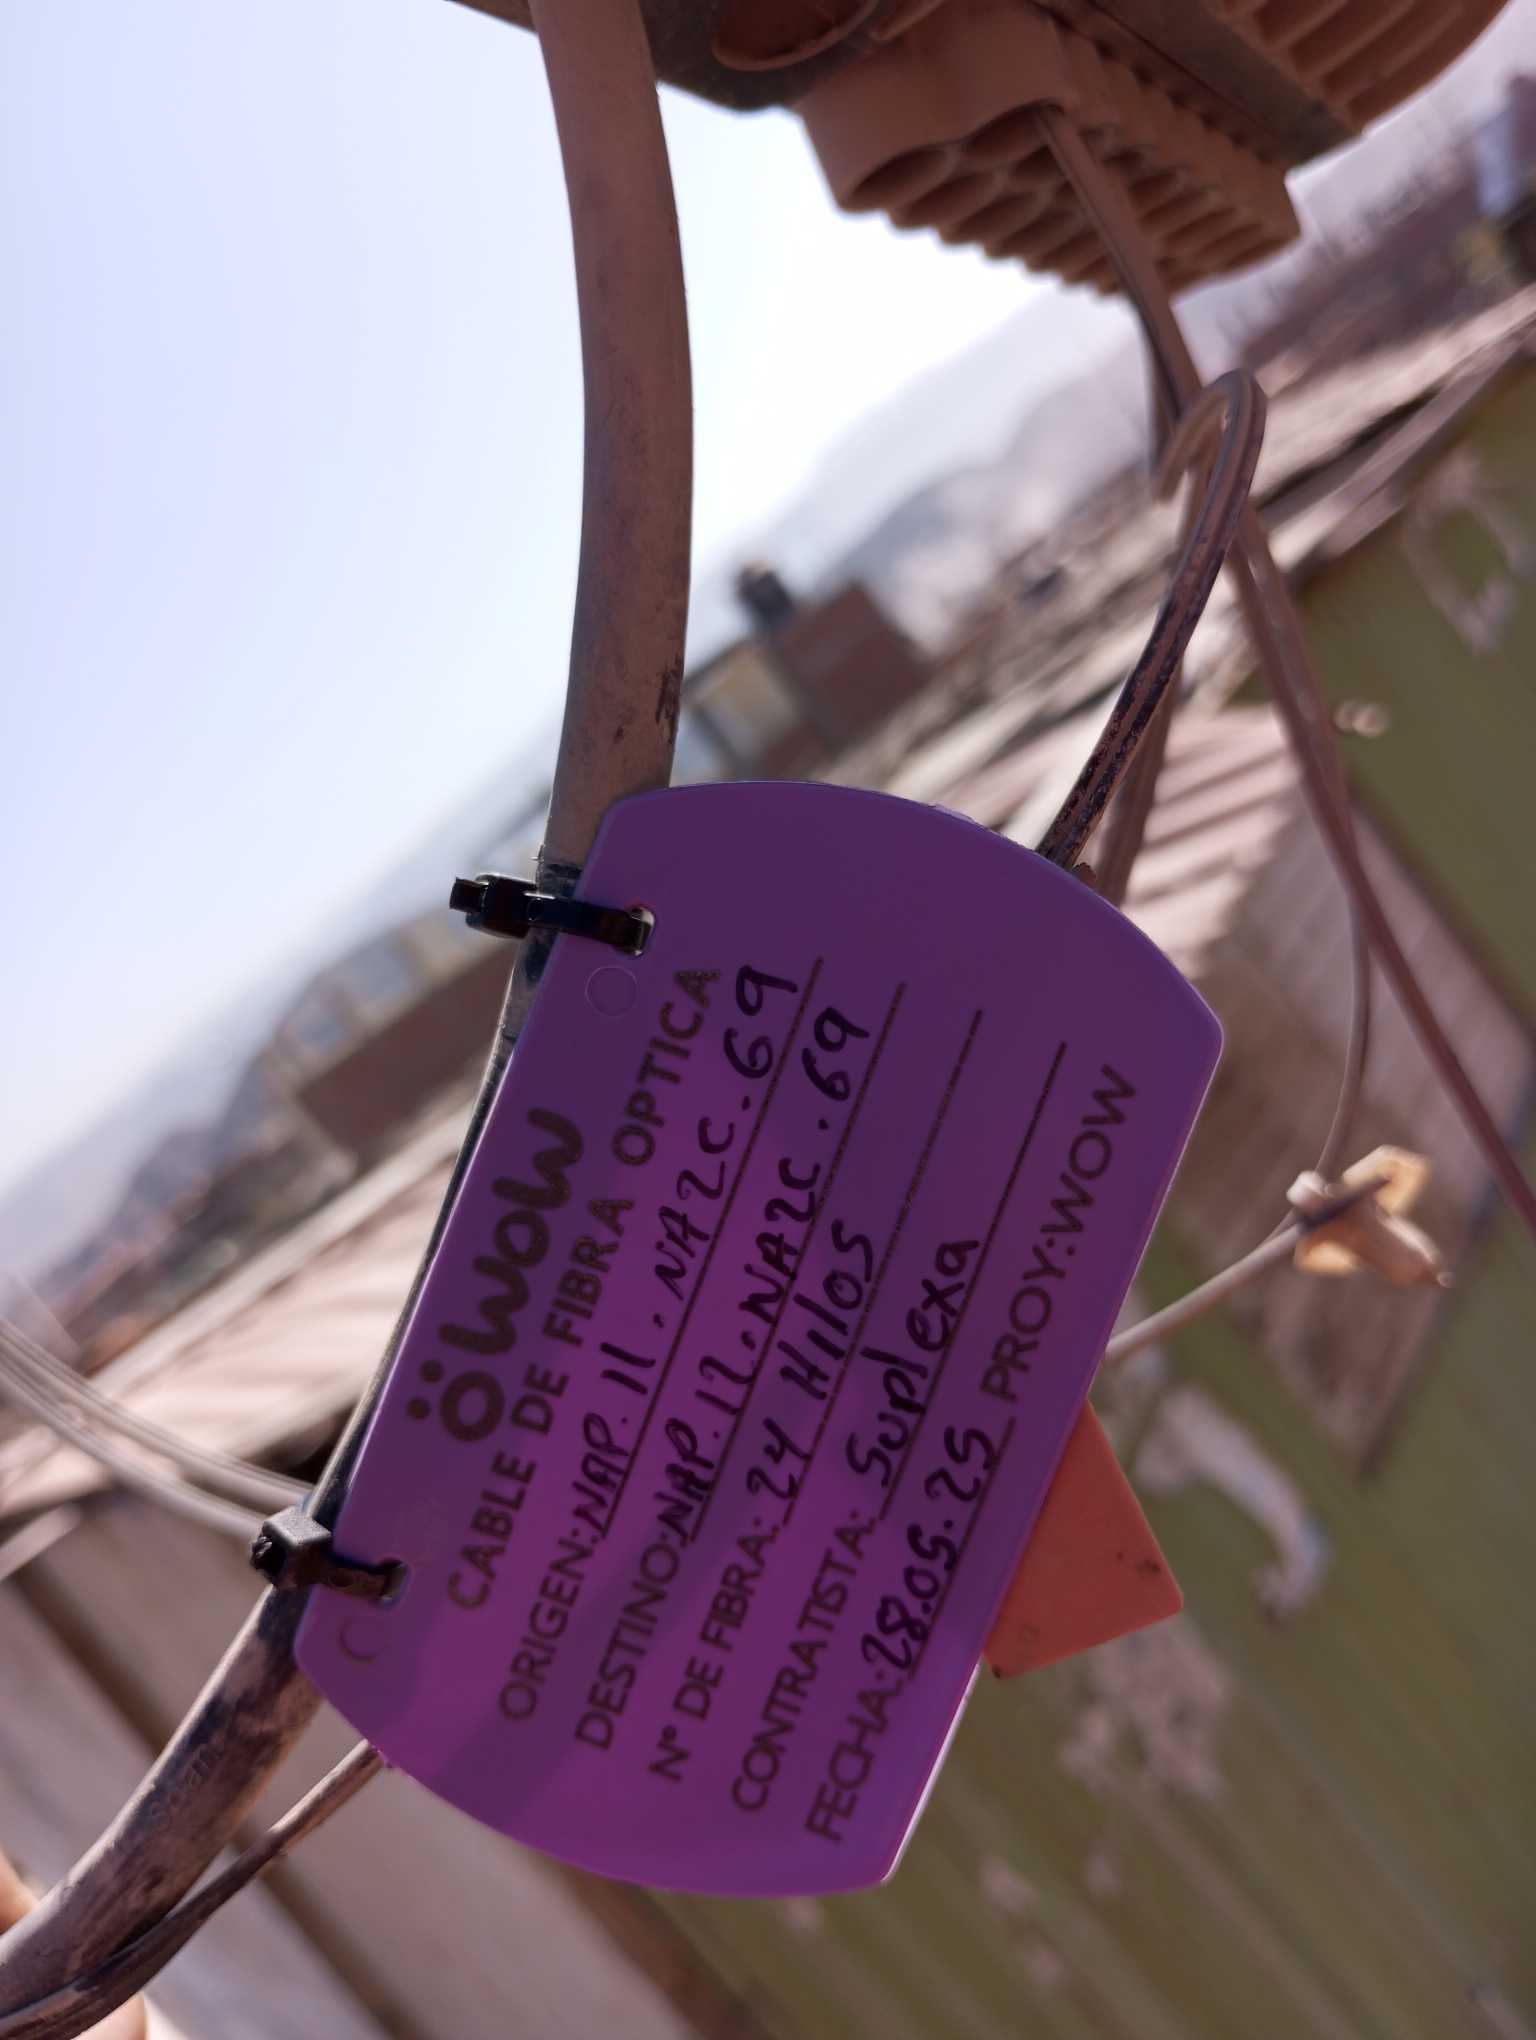 WOW
CABLE DE FIBRA OPTICA
ORIGEN: NAP. 11 . NA2C . 69
DESTINO: NAP. 12 . NA2C . 69
N° DE FIBRA: 24 Hilos
CONTRATISTA: Suplexa
FECHA: 28.05.25 PROY: WOW